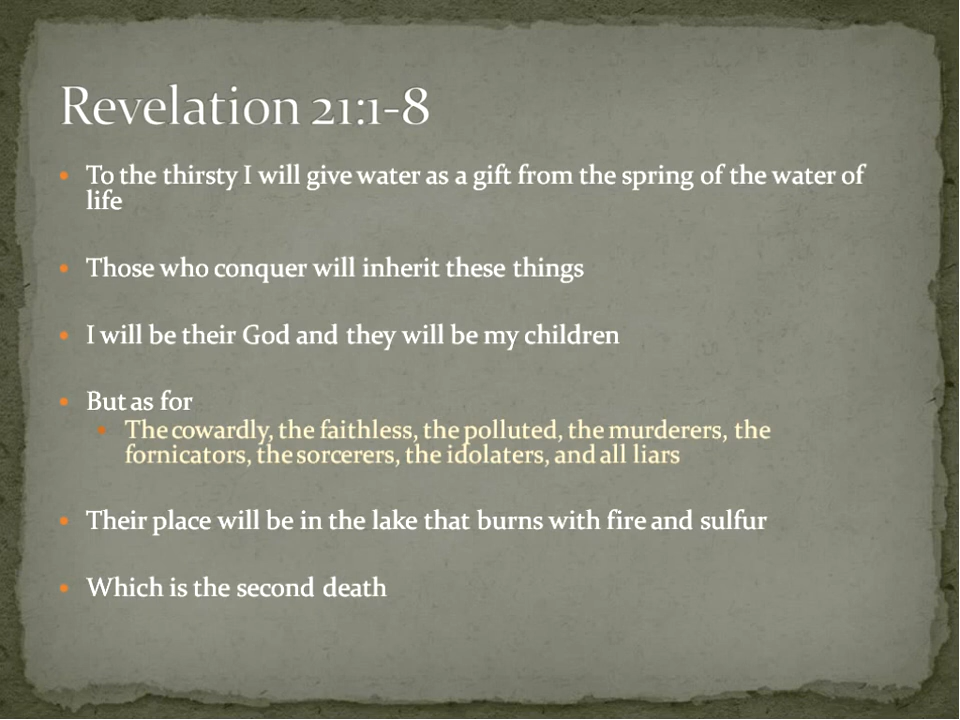 Revelation 21:1-8
To the thirsty I will give water as a gift from the spring of the water of
life
Those who conquer will inherit these things
I will be their God and they will be my children
But as for
The cowardly, the faithless, the polluted, the murderers, the
fornicators, the sorcerers, the idolaters, and all liars
Their place will be in the lake that burns with fire and sulfur
Which is the second death